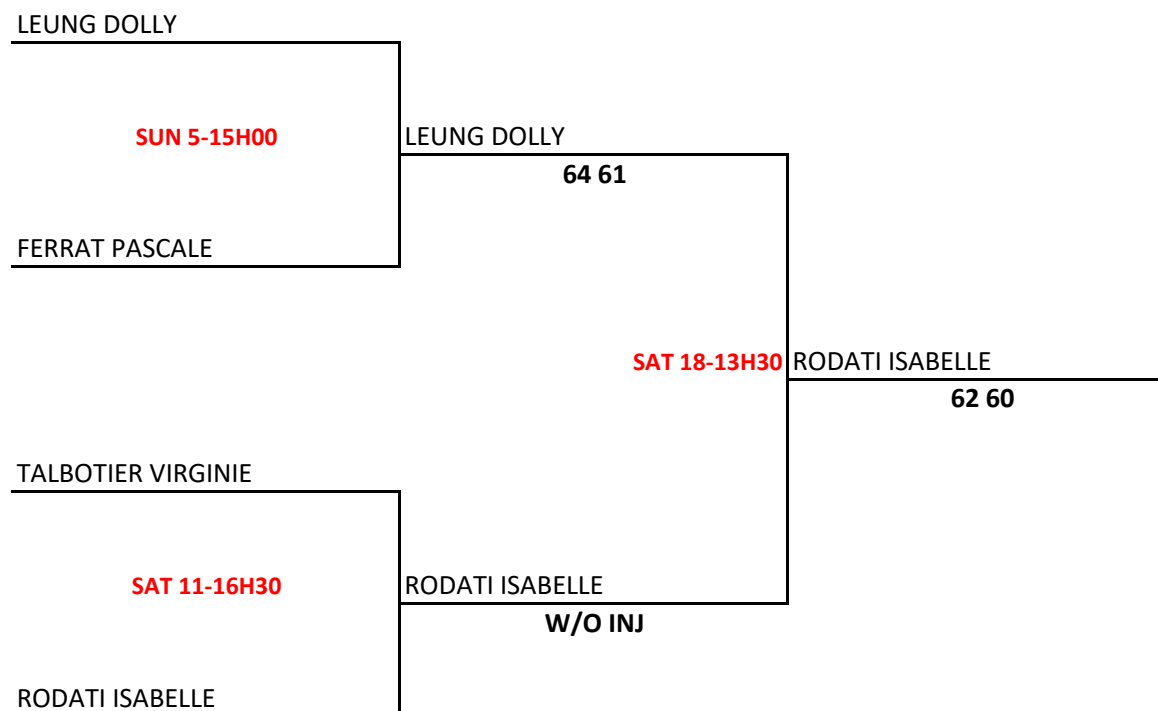 LEUNG DOLLY
SUN 5-15H00
LEUNG DOLLY
64 61
FERRAT PASCALE
SAT 18-13H30
RODATI ISABELLE
62 60
TALBOTIER VIRGINIE
SAT 11-16H30
RODATI ISABELLE
W/O INJ
RODATI ISABELLE